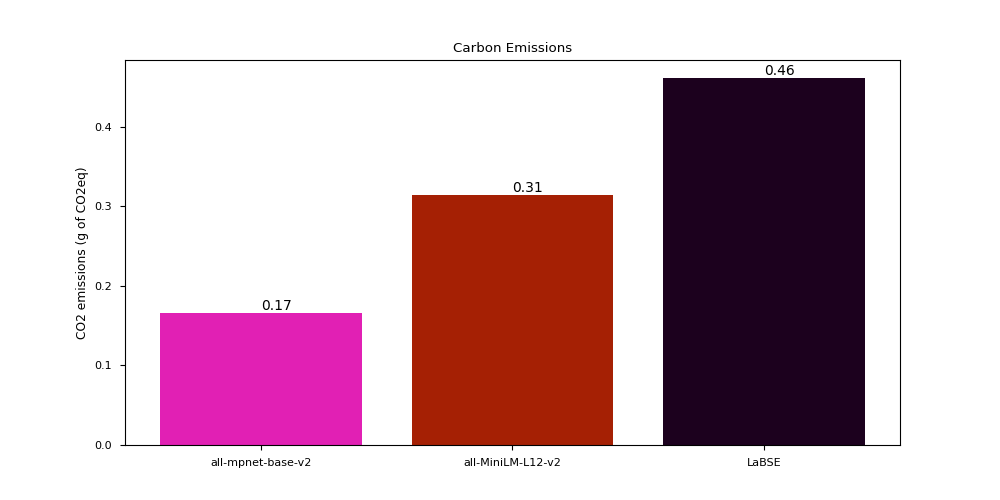 Carbon Emissions
CO2 emissions (g of CO2eq)
0.4
0.3
0.2
0.1
0.0
0.17
0.31
0.46
all-mpnet-base-v2
all-MiniLM-L12-v2
LaBSE